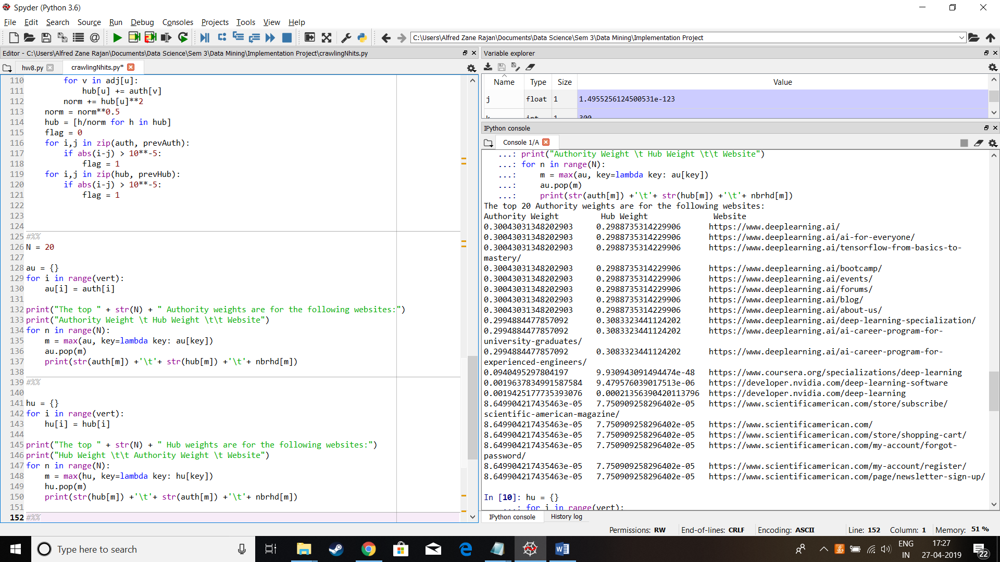 Spyder (Python 3.6)
File Edit Search Source Run Debug Consoles Projects Tools View Help
C:\Users\Alfred Zane Rajan\Documents\Data Science\Sem 3\Data Mining\Implementation Project
Editor - C:\Users\Alfred Zane Rajan\Documents\Data Science\Sem 3\Data Mining\Implementation Project\crawlingNhits.py
hw8.py crawlingNhits.py*
110         for v in adj[u]:
111             hub[u] += auth[v]
112         norm += hub[u]**2
113     norm = norm**0.5
114     hub = [h/norm for h in hub]
115     flag = 0
116     for i,j in zip(auth, prevAuth):
117         if abs(i-j) > 10**-5:
118             flag = 1
119     for i,j in zip(hub, prevHub):
120         if abs(i-j) > 10**-5:
121             flag = 1
122
123
124
125 #%%
126 N = 20
127
128 au = {}
129 for i in range(vert):
130     au[i] = auth[i]
131
132 print("The top " + str(N) + " Authority weights are for the following websites:")
133 print("Authority Weight \t Hub Weight \t\t Website")
134 for n in range(N):
135     m = max(au, key=lambda key: au[key])
136     au.pop(m)
137     print(str(auth[m]) +'\t'+ str(hub[m]) +'\t'+ nbrhd[m])
138
139 #%%
140
141 hu = {}
142 for i in range(vert):
143     hu[i] = hub[i]
144
145 print("The top " + str(N) + " Hub weights are for the following websites:")
146 print("Hub Weight \t\t Authority Weight \t Website")
147 for n in range(N):
148     m = max(hu, key=lambda key: hu[key])
149     hu.pop(m)
150     print(str(hub[m]) +'\t'+ str(auth[m]) +'\t'+ nbrhd[m])
151
152 #%%
Variable explorer
Name Type Size Value
j float 1 1.4955256124500531e-123
k int 1 300
IPython console
Console 1/A
...: print("Authority Weight \t Hub Weight \t\t Website")
...: for n in range(N):
...:     m = max(au, key=lambda key: au[key])
...:     au.pop(m)
...:     print(str(auth[m]) +'\t'+ str(hub[m]) +'\t'+ nbrhd[m])
The top 20 Authority weights are for the following websites:
Authority Weight Hub Weight Website
0.30043031348202903 0.2988735314229906 https://www.deeplearning.ai/
0.30043031348202903 0.2988735314229906 https://www.deeplearning.ai/ai-for-everyone/
0.30043031348202903 0.2988735314229906 https://www.deeplearning.ai/tensorflow-from-basics-to-
mastery/
0.30043031348202903 0.2988735314229906 https://www.deeplearning.ai/bootcamp/
0.30043031348202903 0.2988735314229906 https://www.deeplearning.ai/events/
0.30043031348202903 0.2988735314229906 https://www.deeplearning.ai/forums/
0.30043031348202903 0.2988735314229906 https://www.deeplearning.ai/blog/
0.30043031348202903 0.2988735314229906 https://www.deeplearning.ai/about-us/
0.2994884477857092 0.3083323441124202 https://www.deeplearning.ai/deep-learning-specialization/
0.2994884477857092 0.3083323441124202 https://www.deeplearning.ai/ai-career-program-for-
university-graduates/
0.2994884477857092 0.3083323441124202 https://www.deeplearning.ai/ai-career-program-for-
experienced-engineers/
0.0940495297804197 9.930943091494474e-48 https://www.coursera.org/specializations/deep-learning
0.0019637834991587584 9.479576039017513e-06 https://developer.nvidia.com/deep-learning-software
0.0019425177735393076 0.00021356390420113796 https://developer.nvidia.com/deep-learning
8.649904217435463e-05 7.750909258296402e-05 https://www.scientificamerican.com/store/subscribe/
scientific-american-magazine/
8.649904217435463e-05 7.750909258296402e-05 https://www.scientificamerican.com/
8.649904217435463e-05 7.750909258296402e-05 https://www.scientificamerican.com/store/shopping-cart/
8.649904217435463e-05 7.750909258296402e-05 https://www.scientificamerican.com/my-account/forgot-
password/
8.649904217435463e-05 7.750909258296402e-05 https://www.scientificamerican.com/my-account/register/
8.649904217435463e-05 7.750909258296402e-05 https://www.scientificamerican.com/page/newsletter-sign-up/
In [10]: hu = {}
...: for i in range(vert):
IPython console History log
Permissions: RW End-of-lines: CRLF Encoding: ASCII Line: 152 Column: 1 Memory: 51 %
Type here to search
ENG
IN
17:27
27-04-2019
22